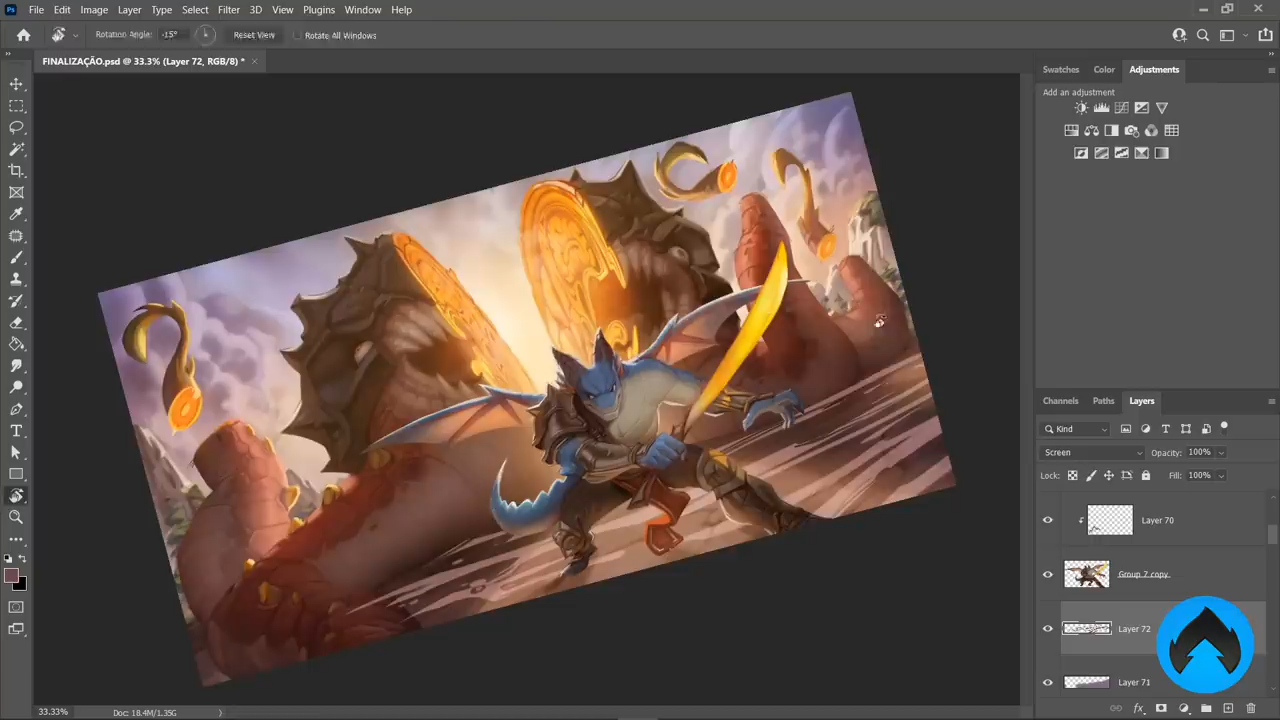 Ps File Edit Image Layer Type Select Filter 3D View Plugins Window Help
Rotation Angle: -15° Reset View Rotate All Windows
FINALIZAÇÃO.psd @ 33.3% (Layer 72, RGB/8) *
Swatches Color Adjustments
Add an adjustment
Channels Paths Layers
Kind
Screen Opacity: 100%
Lock: Fill: 100%
Layer 70
Group 7 copy
Layer 72
Layer 71
33.33% Doc: 18.4M/1.35G